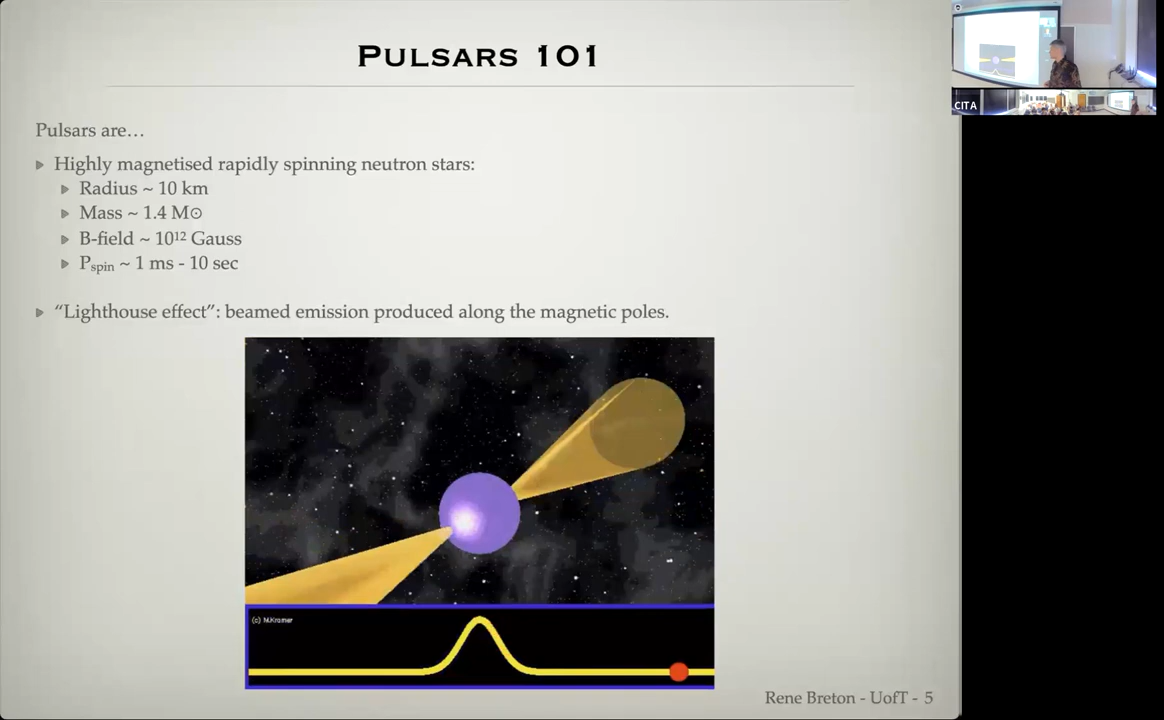 PULSARS 101
CITA
Pulsars are…
Highly magnetised rapidly spinning neutron stars:
Radius ~ 10 km
Mass ~ 1.4 M⊙
B-field ~ 10¹² Gauss
Pspin ~ 1 ms - 10 sec
“Lighthouse effect”: beamed emission produced along the magnetic poles.
(c) M.Kramer
Rene Breton - UofT - 5